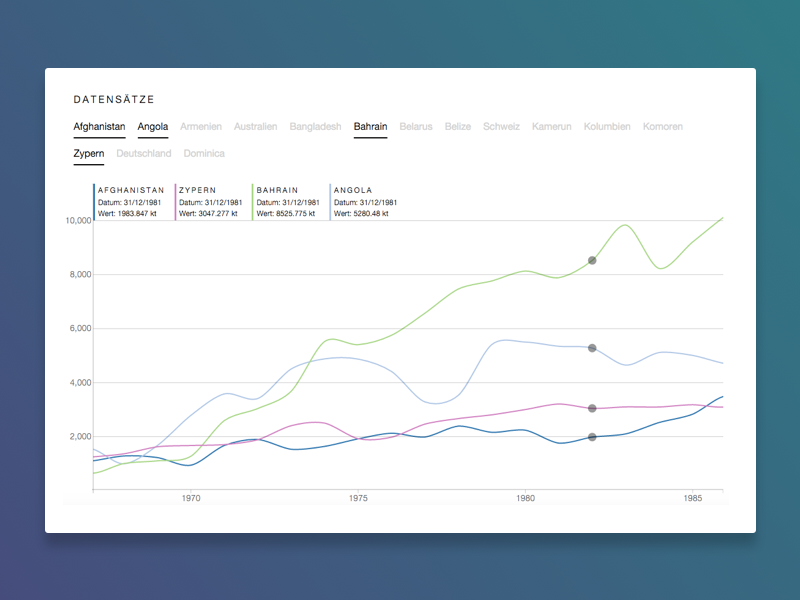 DATENSÄTZE
Afghanistan Angola Armenien Australien Bangladesh Bahrain Belarus Belize Schweiz Kamerun Kolumbien Komoren
Zypern Deutschland Dominica
AFGHANISTAN ZYPERN BAHRAIN ANGOLA
Datum: 31/12/1981 Datum: 31/12/1981 Datum: 31/12/1981 Datum: 31/12/1981
Wert: 1983.847 kt Wert: 3047.277 kt Wert: 8525.775 kt Wert: 5280.48 kt
10,000
8,000
6,000
4,000
2,000
1970 1975 1980 1985